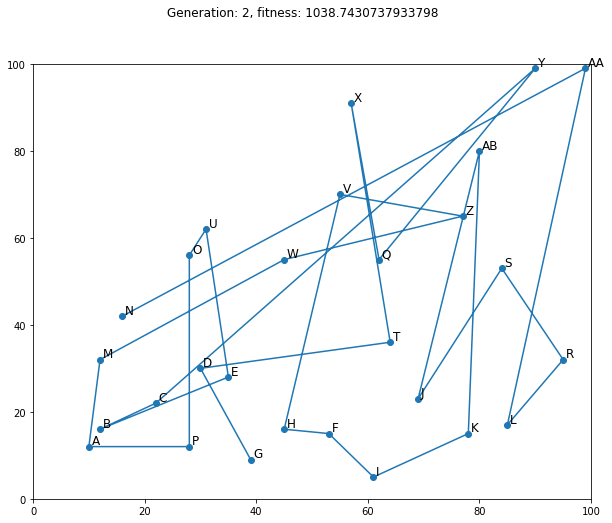 Generation: 2, fitness: 1038.7430737933798
100
80
60
40
20
0
0
20
40
60
80
100
Y
AA
X
AB
V
Z
U
O
W
Q
S
N
T
M
R
D
E
J
C
B
H
F
K
L
A
P
G
I